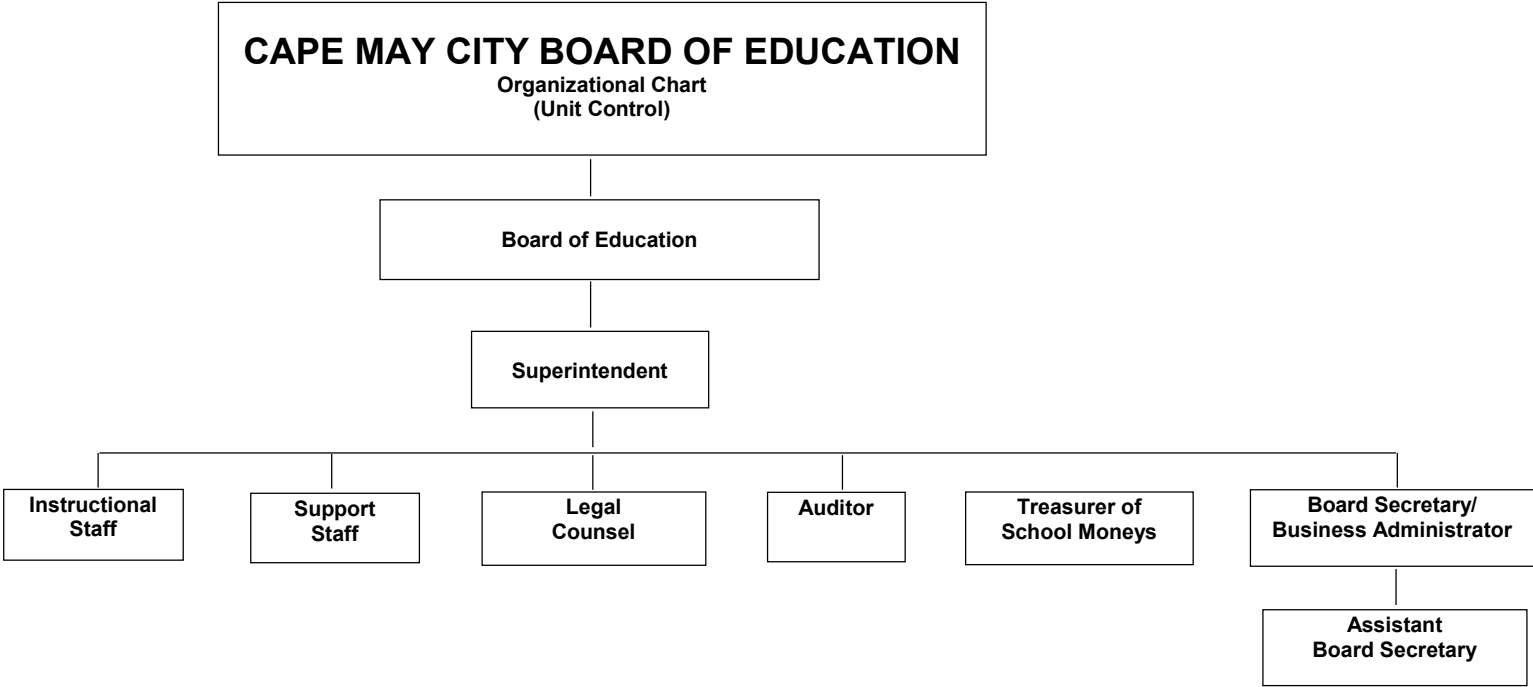 CAPE MAY CITY BOARD OF EDUCATION
Organizational Chart
(Unit Control)
Board of Education
Superintendent
Instructional
Staff
Support
Staff
Legal
Counsel
Auditor
Treasurer of
School Moneys
Board Secretary/
Business Administrator
Assistant
Board Secretary